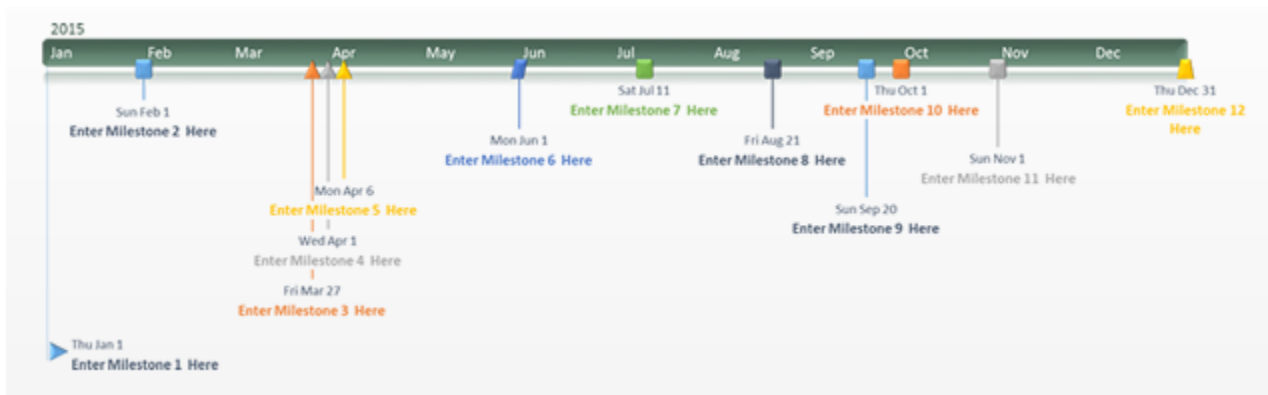 2015
Jan Feb Mar Apr May Jun Jul Aug Sep Oct Nov Dec
Sun Feb 1
Enter Milestone 2 Here
Mon Apr 6
Enter Milestone 5 Here
Wed Apr 1
Enter Milestone 4 Here
Fri Mar 27
Enter Milestone 3 Here
Thu Jan 1
Enter Milestone 1 Here
Mon Jun 1
Enter Milestone 6 Here
Sat Jul 11
Enter Milestone 7 Here
Fri Aug 21
Enter Milestone 8 Here
Thu Oct 1
Enter Milestone 10 Here
Sun Sep 20
Enter Milestone 9 Here
Sun Nov 1
Enter Milestone 11 Here
Thu Dec 31
Enter Milestone 12
Here